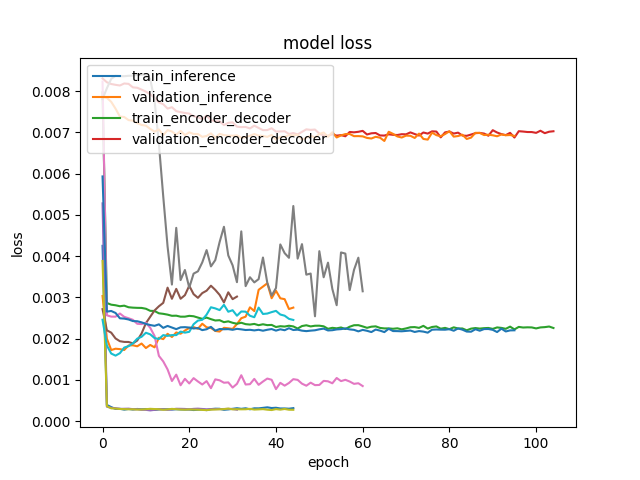 model loss
train_inference
validation_inference
train_encoder_decoder
validation_encoder_decoder
loss
0.008
0.007
0.006
0.005
0.004
0.003
0.002
0.001
0.000
0 20 40 60 80 100
epoch